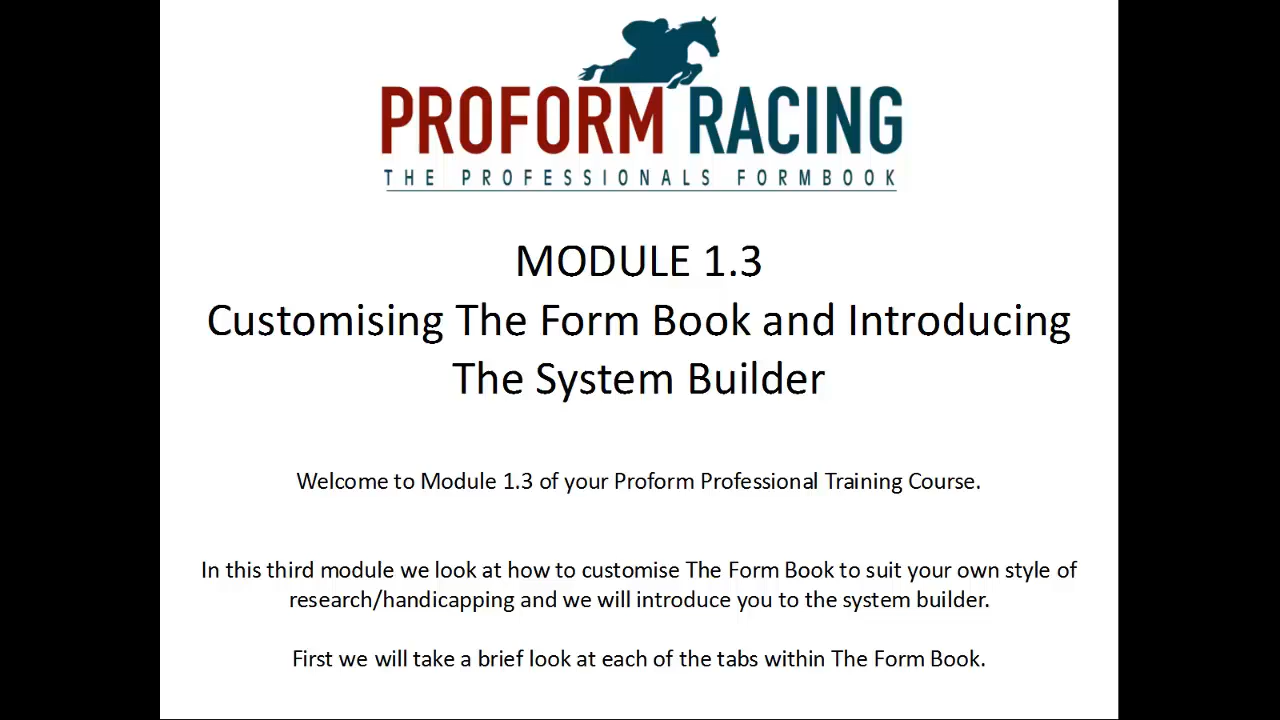 PROFORM RACING
THE PROFESSIONALS FORMBOOK
MODULE 1.3
Customising The Form Book and Introducing
The System Builder
Welcome to Module 1.3 of your Proform Professional Training Course.
In this third module we look at how to customise The Form Book to suit your own style of
research/handicapping and we will introduce you to the system builder.
First we will take a brief look at each of the tabs within The Form Book.